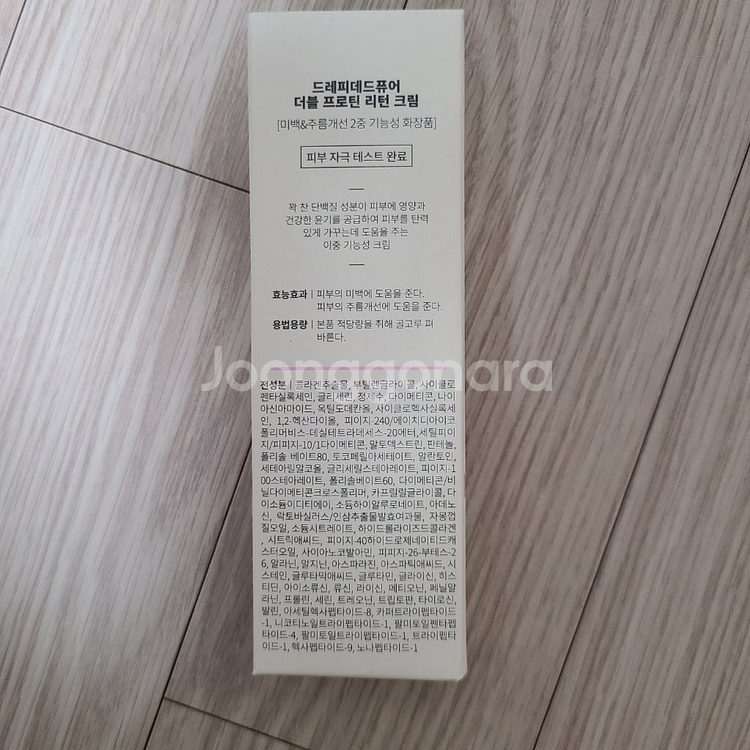 드레피데드퓨어
더블 프로틴 리턴 크림
[미백&주름개선 2중 기능성 화장품]
피부 자극 테스트 완료
꽉 찬 단백질 성분이 피부에 영양과
건강한 윤기를 공급하여 피부를 탄력
있게 가꾸는데 도움을 주는
이중 기능성 크림
효능효과 | 피부의 미백에 도움을 준다.
피부의 주름개선에 도움을 준다.
용법용량 | 본품 적당량을 취해 골고루 펴
바른다.
Joonggonara
전성분 | 콜라겐추출물, 부틸렌글라이콜, 사이클로
펜타실록세인, 글리세린, 정제수, 다이메티콘, 나이
아신아마이드, 옥틸도데칸올, 사이클로헥사실록세
인, 1,2-헥산다이올, 피이지-240/에이치디아이코
폴리머비스-데실테트라데세스-20에터,세틸피이
지/피피지-10/1다이메티콘, 말토덱스트린, 판테놀,
폴리솔베이트80, 토코페릴아세테이트, 알란토인,
세테아릴알코올, 글리세릴스테아레이트, 피이지-1
00스테아레이트, 폴리솔베이트60, 다이메티콘/비
닐다이메티콘크로스폴리머, 카프릴릴글라이콜, 다
이소듐이디티에이, 소듐하이알루로네이트, 아데노
신, 락토바실러스/인삼추출물발효여과물, 자몽껍
질오일, 소듐시트레이트, 하이드롤라이즈드콜라겐
, 시트릭애씨드, 피이지-40하이드로제네이티드캐
스터오일, 사이아노코발아민, 피피지-26-부테스-2
6, 알라닌, 알지닌, 아스파라진, 아스파틱애씨드, 시
스테인, 글루타믹애씨드, 글루타민, 글라이신, 히스
티딘, 아이소류신, 류신, 라이신, 메티오닌, 페닐알
라닌, 프롤린, 세린, 트레오닌, 트립토판, 타이로신,
발린, 아세틸헥사펩타이드-8, 카퍼트라이펩타이드
-1, 니코티노일트라이펩타이드-1, 팔미토일펜타펩
타이드-4, 팔미토일트라이펩타이드-1, 트라이펩타
이드-1, 헥사펩타이드-9, 노나펩타이드-1